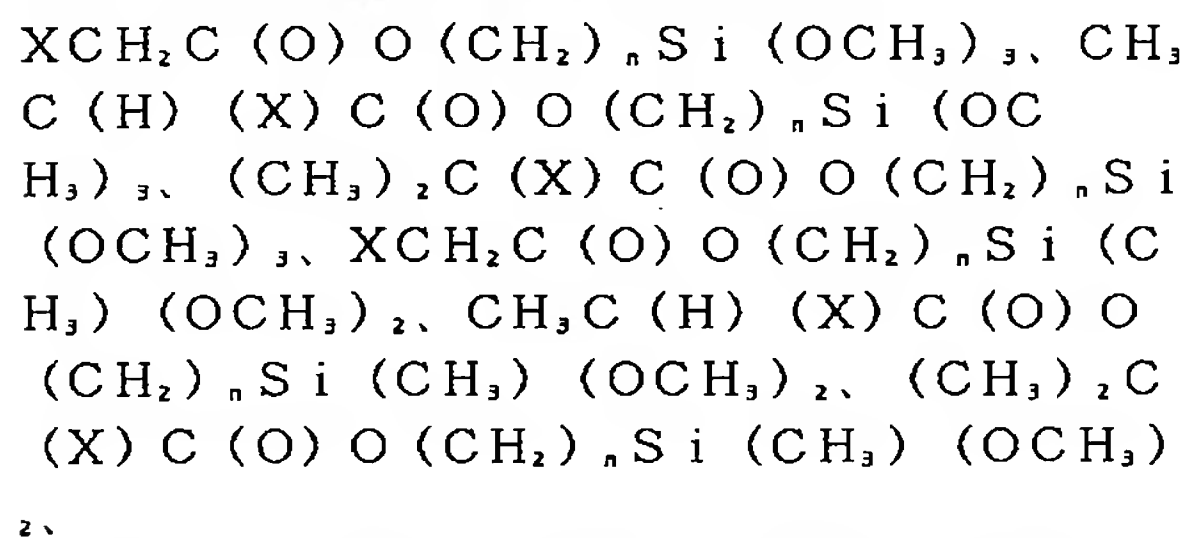 XCH₂C(O)O(CH₂)ₙSi(OCH₃)₃、CH₃
C(H)(X)C(O)O(CH₂)ₙSi(OC
H₃)₃、(CH₃)₂C(X)C(O)O(CH₂)ₙSi
(OCH₃)₃、XCH₂C(O)O(CH₂)ₙSi(C
H₃)(OCH₃)₂、CH₃C(H)(X)C(O)O
(CH₂)ₙSi(CH₃)(OCH₃)₂、(CH₃)₂C
(X)C(O)O(CH₂)ₙSi(CH₃)(OCH₃)
₂、